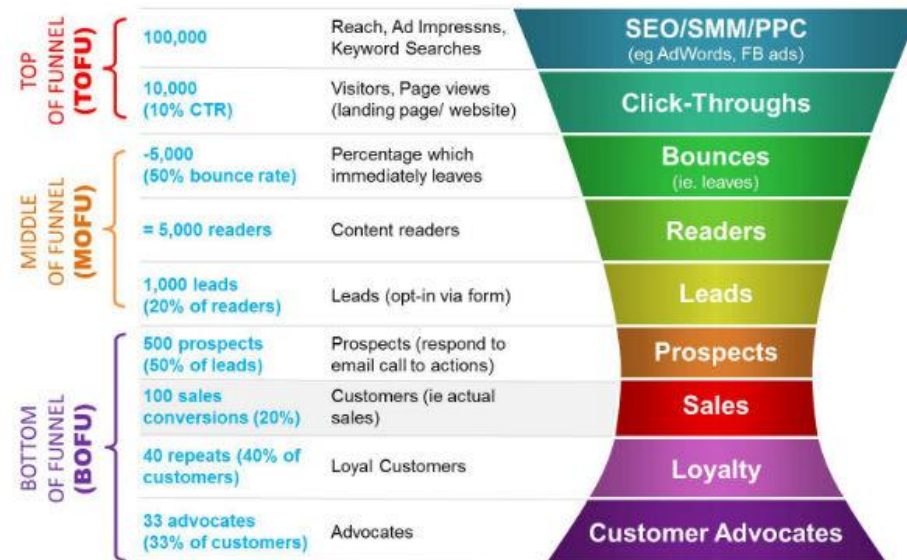 TOP
OF FUNNEL
(TOFU)
100,000
Reach, Ad Impressns,
Keyword Searches
SEO/SMM/PPC
(eg AdWords, FB ads)
10,000
(10% CTR)
Visitors, Page views
(landing page/ website)
Click-Throughs
MIDDLE
OF FUNNEL
(MOFU)
-5,000
(50% bounce rate)
Percentage which
immediately leaves
Bounces
(ie. leaves)
= 5,000 readers
Content readers
Readers
1,000 leads
(20% of readers)
Leads (opt-in via form)
Leads
BOTTOM
OF FUNNEL
(BOFU)
500 prospects
(50% of leads)
Prospects (respond to
email call to actions)
Prospects
100 sales
conversions (20%)
Customers (ie actual
sales)
Sales
40 repeats (40% of
customers)
Loyal Customers
Loyalty
33 advocates
(33% of customers)
Advocates
Customer Advocates